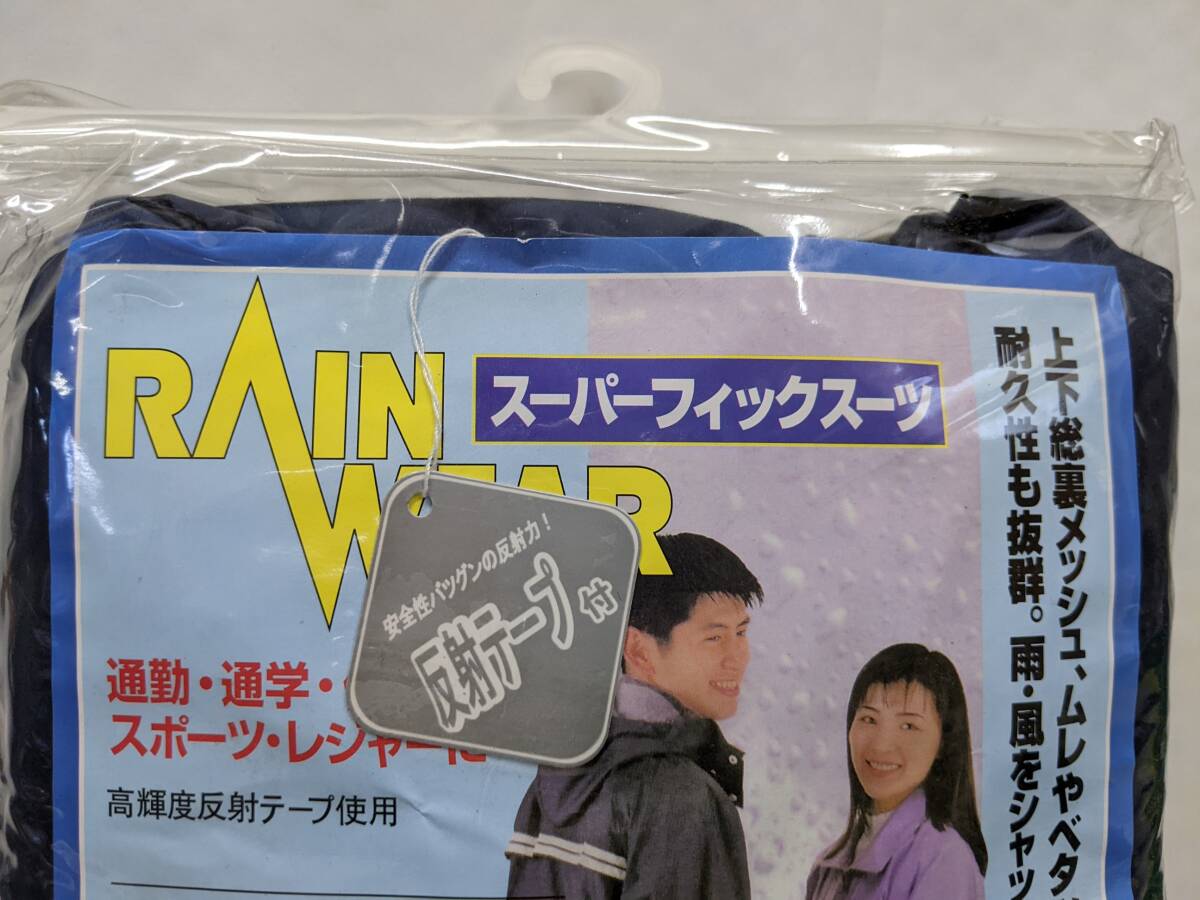 RAIN
WEAR
スーパーフィックスーツ
安全性バツグンの反射力！
反射テープ付
通勤・通学・
スポーツ・レジャーに
高輝度反射テープ使用
上下総裏メッシュ、ムレやベタ
耐久性も抜群。雨・風をシャッ